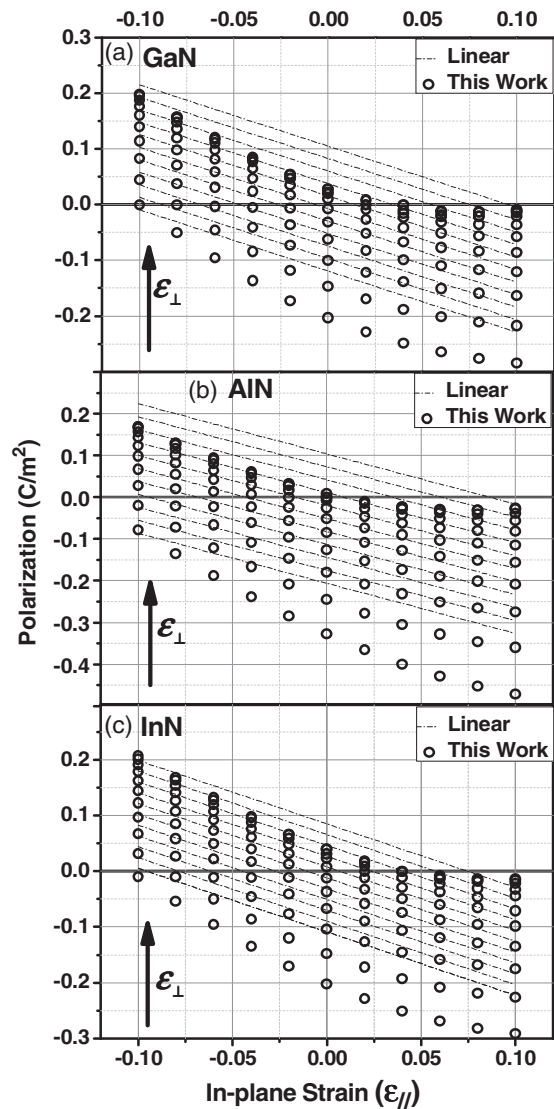 -0.10 -0.05 0.00 0.05 0.10
(a) GaN
Linear
This Work
0.3
0.2
0.1
0.0
-0.1
-0.2
ε⊥
(b) AlN
Linear
This Work
0.2
0.1
0.0
-0.1
-0.2
-0.3
-0.4
ε⊥
Polarization (C/m²)
(c) InN
Linear
This Work
0.2
0.1
0.0
-0.1
-0.2
-0.3
ε⊥
-0.10 -0.05 0.00 0.05 0.10
In-plane Strain (ε//)